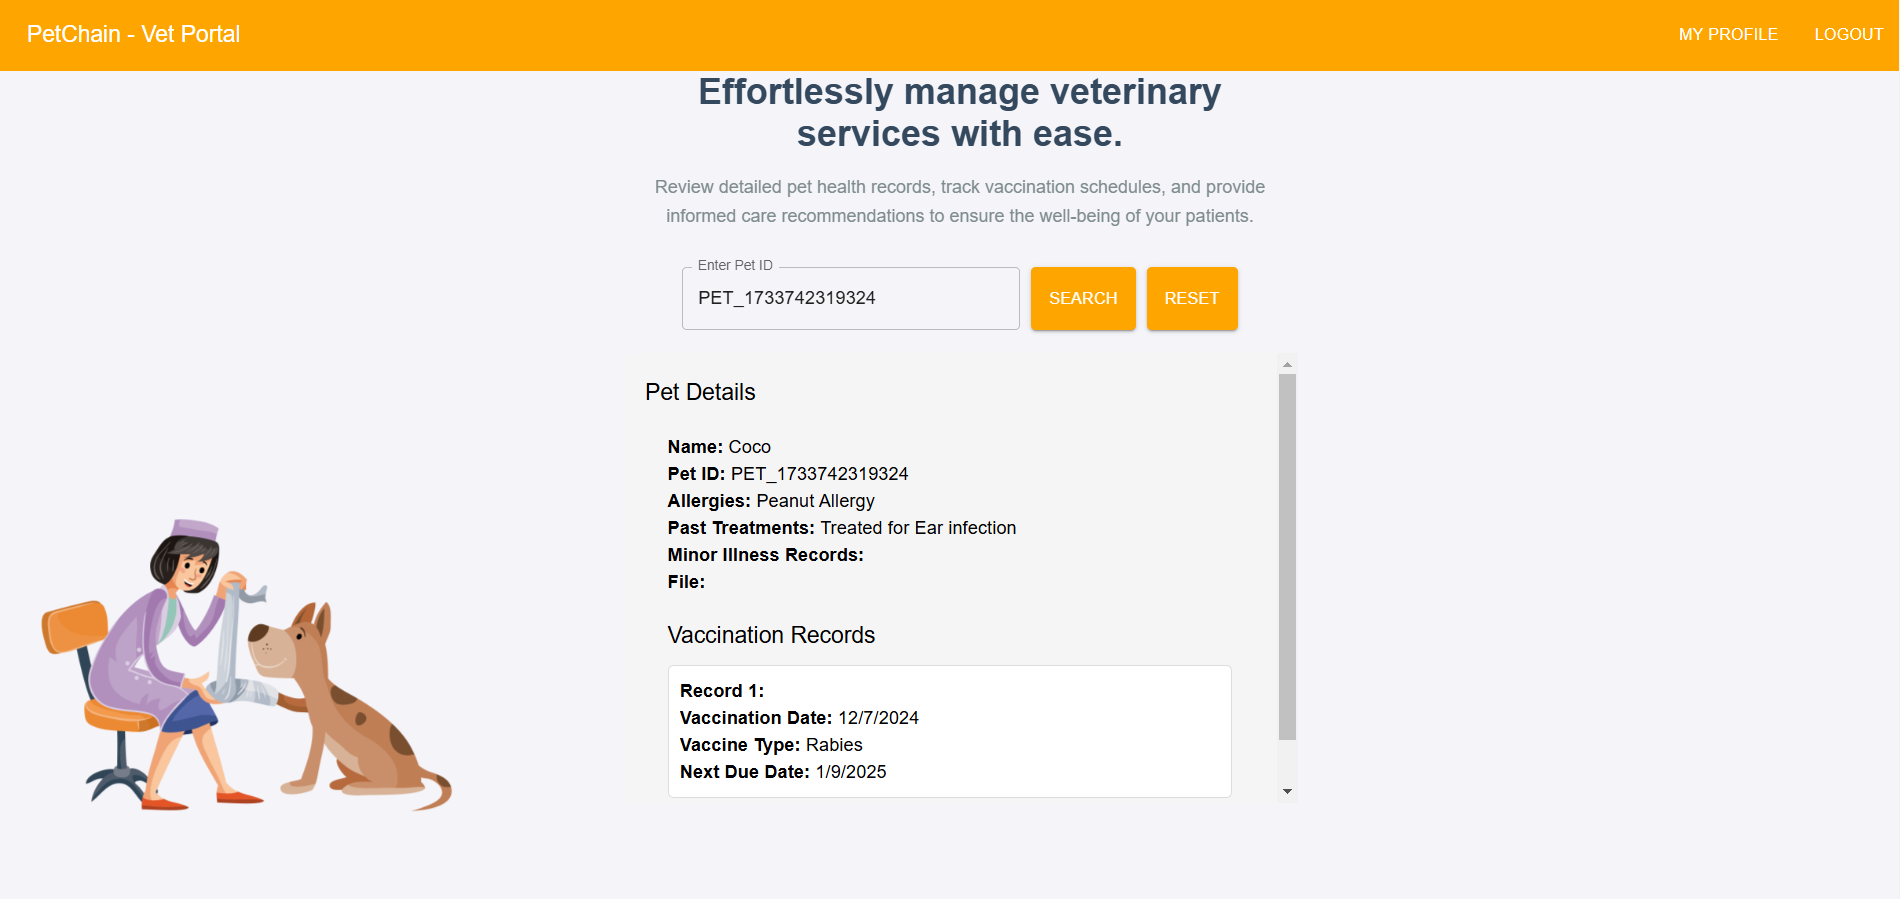 PetChain - Vet Portal
MY PROFILE
LOGOUT
Effortlessly manage veterinary
services with ease.
Review detailed pet health records, track vaccination schedules, and provide
informed care recommendations to ensure the well-being of your patients.
Enter Pet ID
PET_1733742319324
SEARCH
RESET
Pet Details
Name: Coco
Pet ID: PET_1733742319324
Allergies: Peanut Allergy
Past Treatments: Treated for Ear infection
Minor Illness Records:
File:
Vaccination Records
Record 1:
Vaccination Date: 12/7/2024
Vaccine Type: Rabies
Next Due Date: 1/9/2025